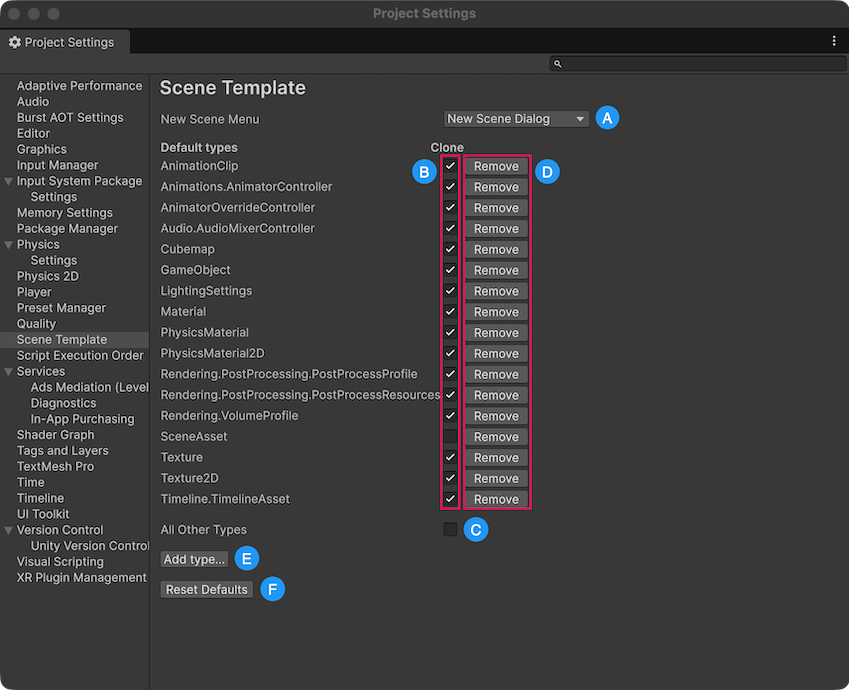 Project Settings
Project Settings
Adaptive Performance
Audio
Burst AOT Settings
Editor
Graphics
Input Manager
Input System Package
Settings
Memory Settings
Package Manager
Physics
Settings
Physics 2D
Player
Preset Manager
Quality
Scene Template
Script Execution Order
Services
Ads Mediation (Level
Diagnostics
In-App Purchasing
Shader Graph
Tags and Layers
TextMesh Pro
Time
Timeline
UI Toolkit
Version Control
Unity Version Control
Visual Scripting
XR Plugin Management
Scene Template
New Scene Menu New Scene Dialog A
Default types Clone
B D
AnimationClip Remove
Animations.AnimatorController Remove
AnimatorOverrideController Remove
Audio.AudioMixerController Remove
Cubemap Remove
GameObject Remove
LightingSettings Remove
Material Remove
PhysicsMaterial Remove
PhysicsMaterial2D Remove
Rendering.PostProcessing.PostProcessProfile Remove
Rendering.PostProcessing.PostProcessResources Remove
Rendering.VolumeProfile Remove
SceneAsset Remove
Texture Remove
Texture2D Remove
Timeline.TimelineAsset Remove
All Other Types C
Add type... E
Reset Defaults F